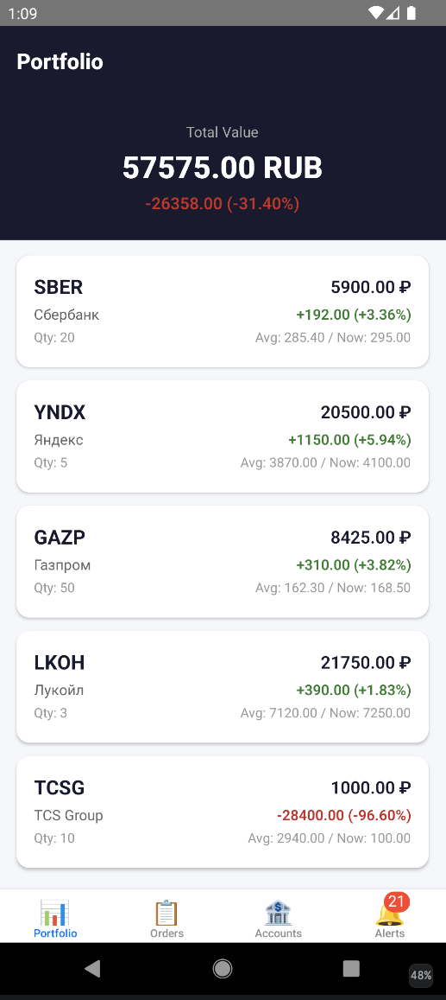 1:09
Portfolio
Total Value
57575.00 RUB
-26358.00 (-31.40%)
SBER 5900.00 ₽
Сбербанк +192.00 (+3.36%)
Qty: 20 Avg: 285.40 / Now: 295.00
YNDX 20500.00 ₽
Яндекс +1150.00 (+5.94%)
Qty: 5 Avg: 3870.00 / Now: 4100.00
GAZP 8425.00 ₽
Газпром +310.00 (+3.82%)
Qty: 50 Avg: 162.30 / Now: 168.50
LKOH 21750.00 ₽
Лукойл +390.00 (+1.83%)
Qty: 3 Avg: 7120.00 / Now: 7250.00
TCSG 1000.00 ₽
TCS Group -28400.00 (-96.60%)
Qty: 10 Avg: 2940.00 / Now: 100.00
21
Portfolio Orders Accounts Alerts
48%